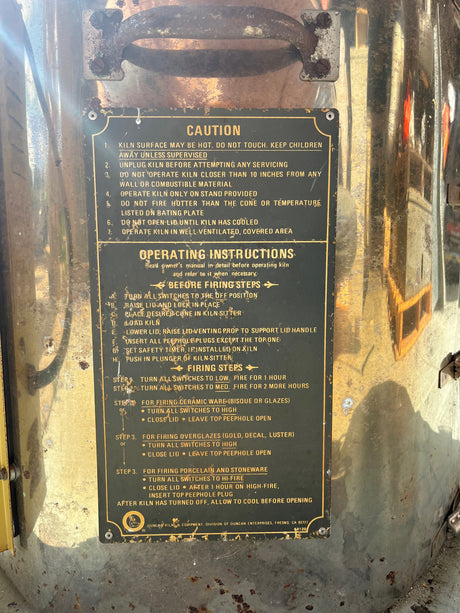 CAUTION
1. KILN SURFACE MAY BE HOT, DO NOT TOUCH. KEEP CHILDREN
AWAY UNLESS SUPERVISED
2. UNPLUG KILN BEFORE ATTEMPTING ANY SERVICING
3. DO NOT OPERATE KILN CLOSER THAN 10 INCHES FROM ANY
WALL OR COMBUSTIBLE MATERIAL
4. OPERATE KILN ONLY ON STAND PROVIDED
5. DO NOT FIRE HOTTER THAN THE CONE OR TEMPERATURE
LISTED ON RATING PLATE
6. DO NOT OPEN LID UNTIL KILN HAS COOLED
7. OPERATE KILN IN WELL-VENTILATED, COVERED AREA
OPERATING INSTRUCTIONS
Read owner's manual in detail before operating kiln
and refer to it when necessary
BEFORE FIRING STEPS
A. TURN ALL SWITCHES TO THE OFF POSITION
B. RAISE LID AND LOCK IN PLACE
C. PLACE DESIRED CONE IN KILN SITTER
D. LOAD KILN
E. LOWER LID, RAISE LID VENTING PROP TO SUPPORT LID HANDLE
F. INSERT ALL PEEPHOLE PLUGS EXCEPT THE TOP ONE
G. SET SAFETY TIMER, IF INSTALLED ON KILN
H. PUSH IN PLUNGER OF KILN SITTER
FIRING STEPS
STEP 1. TURN ALL SWITCHES TO LOW, FIRE FOR 1 HOUR
STEP 2. TURN ALL SWITCHES TO MED. FIRE FOR 2 MORE HOURS
STEP 3. FOR FIRING CERAMIC WARE (BISQUE OR GLAZES)
• TURN ALL SWITCHES TO HIGH
• CLOSE LID • LEAVE TOP PEEPHOLE OPEN
STEP 3. FOR FIRING OVERGLAZES (GOLD, DECAL, LUSTER)
• TURN ALL SWITCHES TO HIGH
• CLOSE LID • LEAVE TOP PEEPHOLE OPEN
STEP 3. FOR FIRING PORCELAIN AND STONEWARE
• TURN ALL SWITCHES TO HI-FIRE
• CLOSE LID • AFTER 1 HOUR ON HIGH-FIRE,
INSERT TOP PEEPHOLE PLUG
AFTER KILN HAS TURNED OFF, ALLOW TO COOL BEFORE OPENING
DUNCAN KILN & EQUIPMENT, DIVISION OF DUNCAN ENTERPRISES, FRESNO, CA 93727